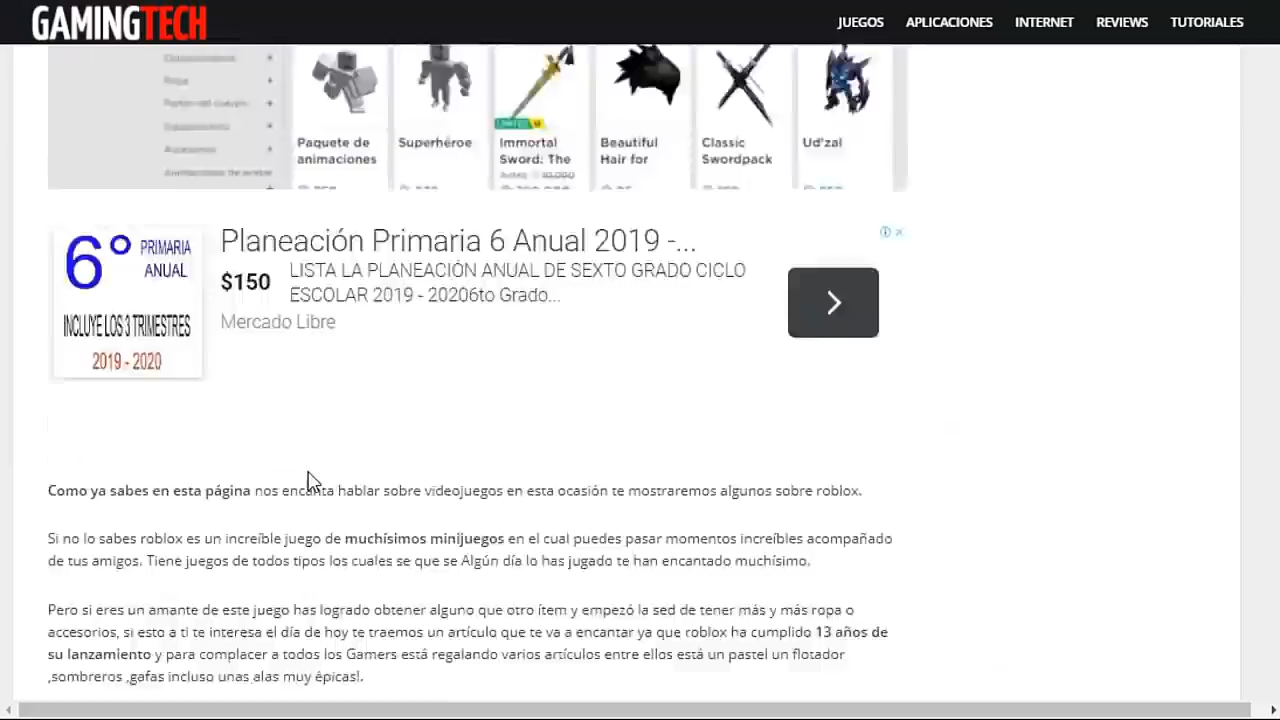 GAMINGTECH
JUEGOS APLICACIONES INTERNET REVIEWS TUTORIALES
Paquete de animaciones
Superhéroe
Immortal Sword: The
Beautiful Hair for
Classic Swordpack
Ud'zal
6° PRIMARIA ANUAL
INCLUYE LOS 3 TRIMESTRES
2019 - 2020
Planeación Primaria 6 Anual 2019 -...
$150
LISTA LA PLANEACIÓN ANUAL DE SEXTO GRADO CICLO
ESCOLAR 2019 - 20206to Grado...
Mercado Libre
Como ya sabes en esta página nos encanta hablar sobre videojuegos en esta ocasión te mostraremos algunos sobre roblox.
Si no lo sabes roblox es un increíble juego de muchísimos minijuegos en el cual puedes pasar momentos increíbles acompañado
de tus amigos. Tiene juegos de todos tipos los cuales se que se Algún día lo has jugado te han encantado muchísimo.
Pero si eres un amante de este juego has logrado obtener alguno que otro ítem y empezó la sed de tener más y más ropa o
accesorios, si esto a ti te interesa el día de hoy te traemos un artículo que te va a encantar ya que roblox ha cumplido 13 años de
su lanzamiento y para complacer a todos los Gamers está regalando varios artículos entre ellos está un pastel un flotador
,sombreros ,gafas incluso unas alas muy épicas!.